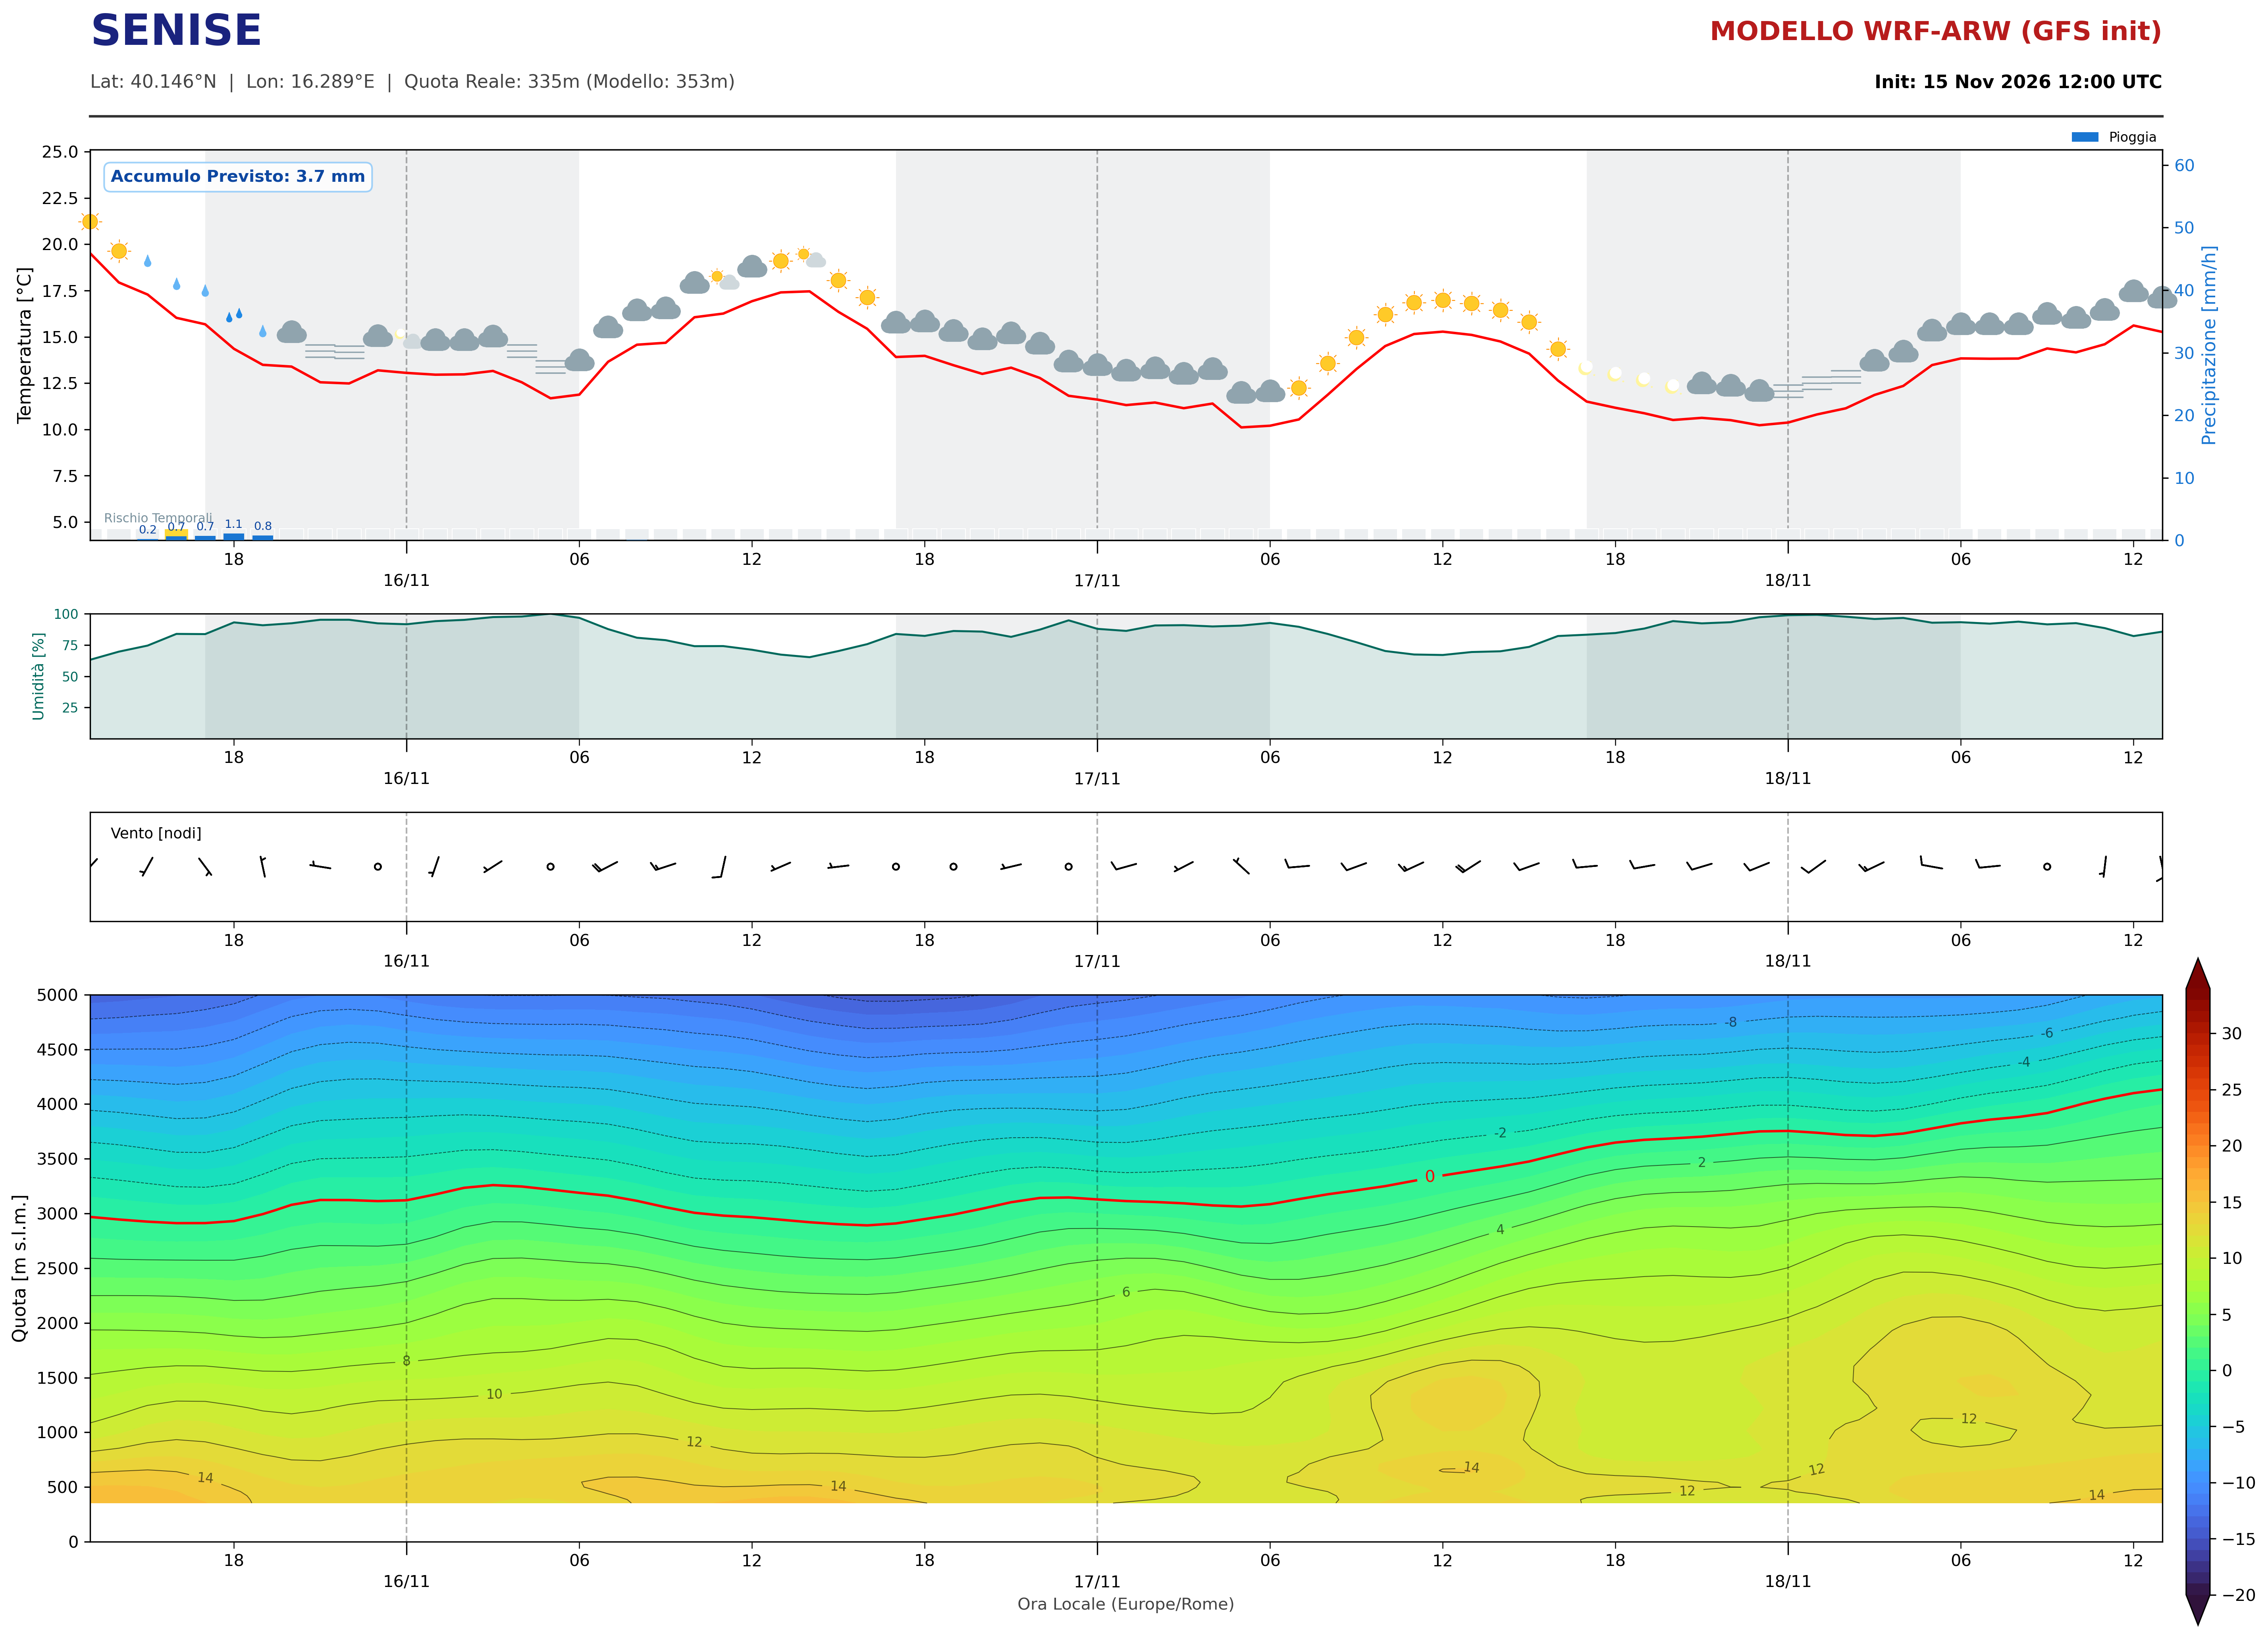 SENISE
MODELLO WRF-ARW (GFS init)
Lat: 40.146°N | Lon: 16.289°E | Quota Reale: 335m (Modello: 353m)
Init: 15 Nov 2026 12:00 UTC
Pioggia
Accumulo Previsto: 3.7 mm
Temperatura [°C]
25.0
22.5
20.0
17.5
15.0
12.5
10.0
7.5
5.0
Precipitazione [mm/h]
60
50
40
30
20
10
0
Rischio Temporali
0.2 0.7 0.7 1.1 0.8
18 06 12 18 06 12 18 06 12
16/11 17/11 18/11
Umidità [%]
100
75
50
25
18 06 12 18 06 12 18 06 12
16/11 17/11 18/11
Vento [nodi]
18 06 12 18 06 12 18 06 12
16/11 17/11 18/11
Quota [m s.l.m.]
5000
4500
4000
3500
3000
2500
2000
1500
1000
500
0
-8
-6
-4
-2
0
2
4
6
8
10
12
12
14
14
14
12
12
12
14
30
25
20
15
10
5
0
−5
−10
−15
−20
18 06 12 18 06 12 18 06 12
16/11 17/11 18/11
Ora Locale (Europe/Rome)